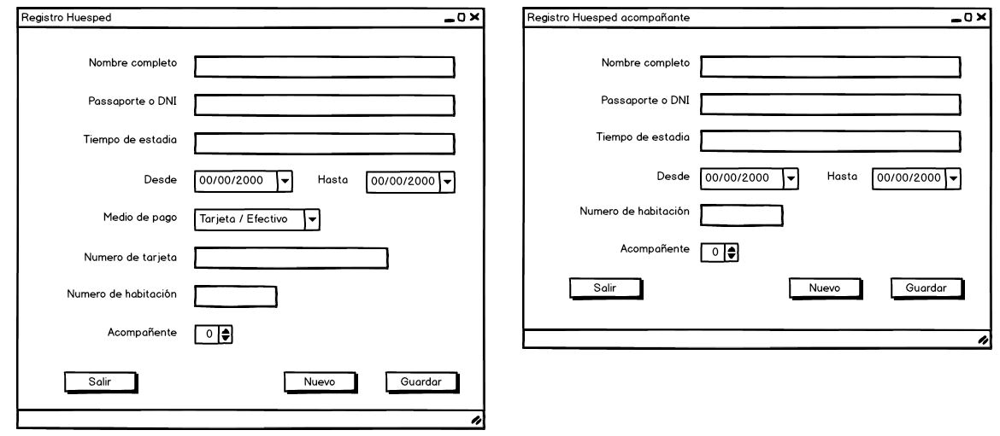 Registro Huesped
Nombre completo
Passaporte o DNI
Tiempo de estadia
Desde 00/00/2000 Hasta 00/00/2000
Medio de pago Tarjeta / Efectivo
Numero de tarjeta
Numero de habitación
Acompañente 0
Salir Nuevo Guardar
Registro Huesped acompañante
Nombre completo
Passaporte o DNI
Tiempo de estadia
Desde 00/00/2000 Hasta 00/00/2000
Numero de habitación
Acompañente 0
Salir Nuevo Guardar